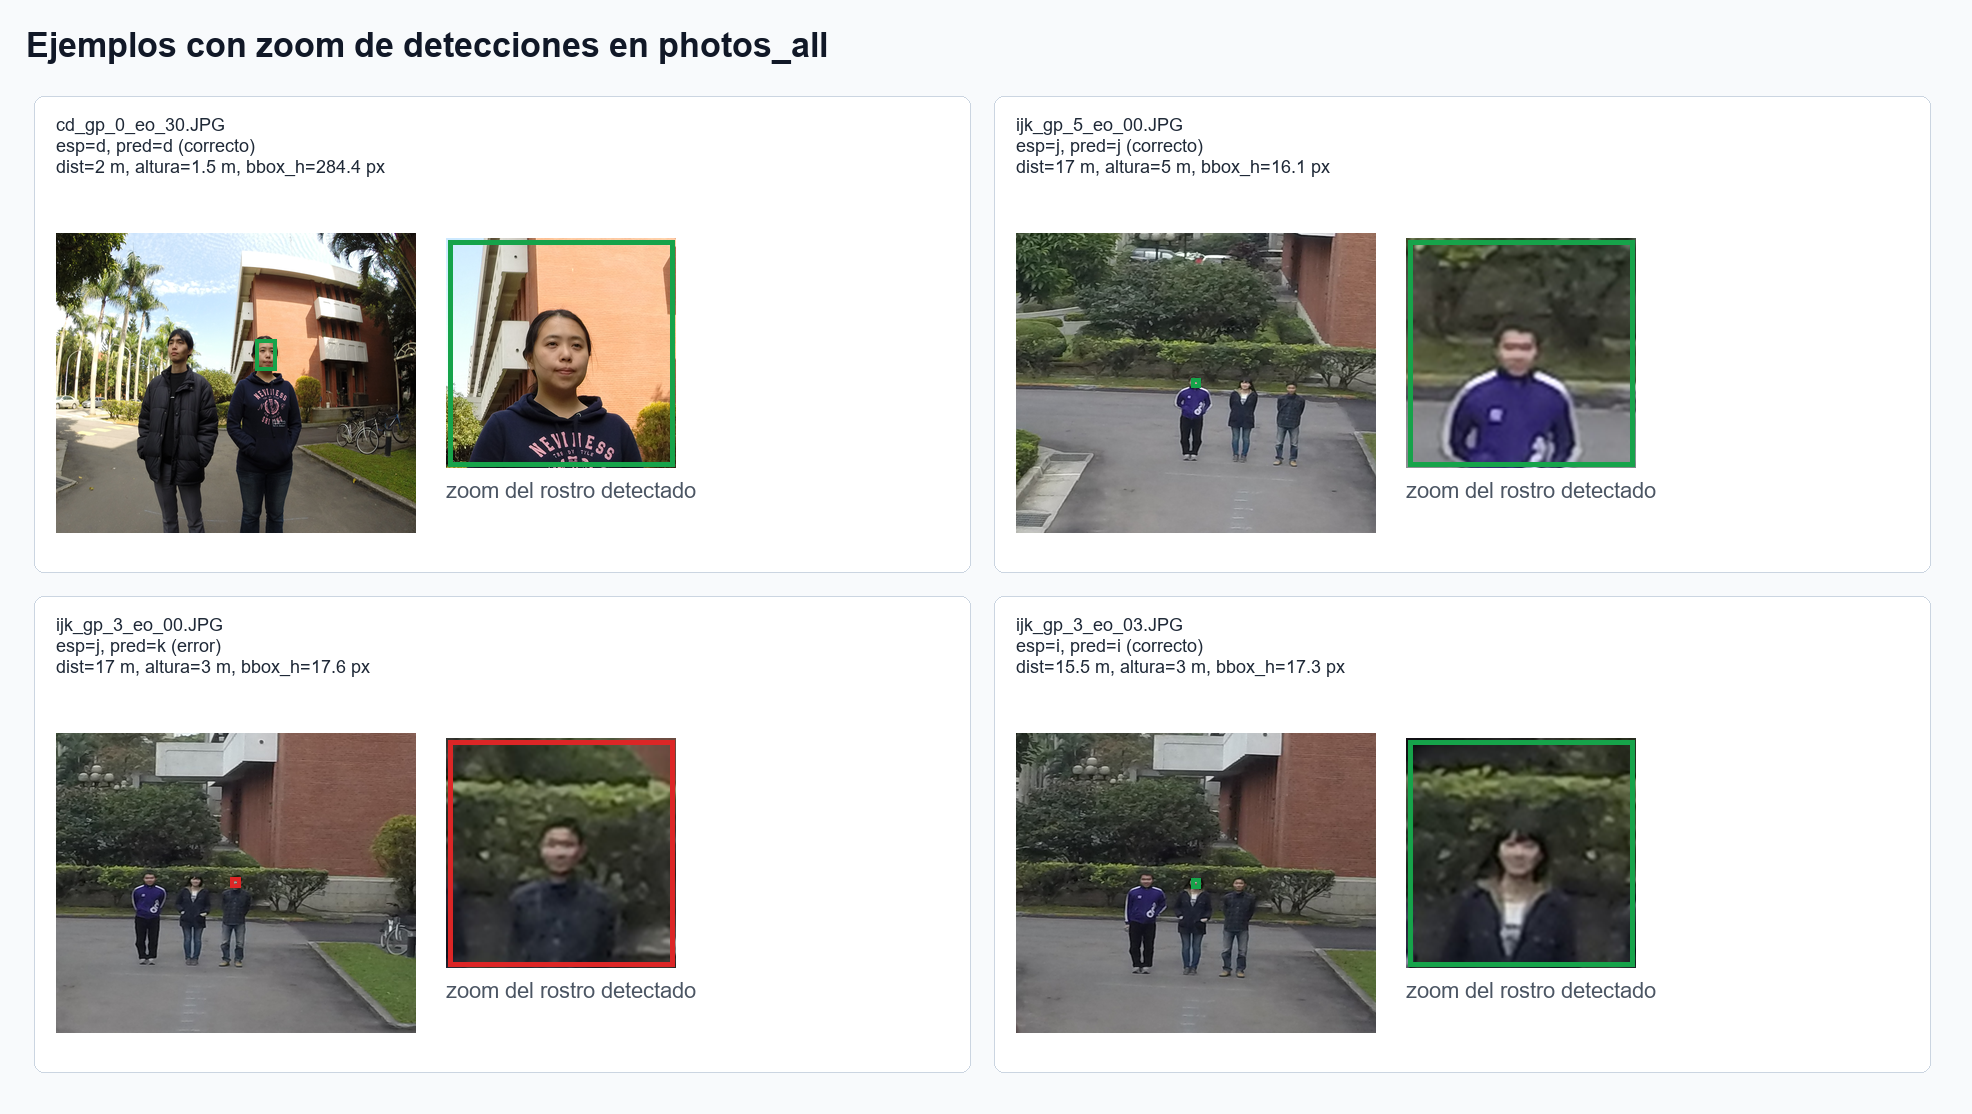 Ejemplos con zoom de detecciones en photos_all
cd_gp_0_eo_30.JPG
esp=d, pred=d (correcto)
dist=2 m, altura=1.5 m, bbox_h=284.4 px
zoom del rostro detectado
ijk_gp_5_eo_00.JPG
esp=j, pred=j (correcto)
dist=17 m, altura=5 m, bbox_h=16.1 px
zoom del rostro detectado
ijk_gp_3_eo_00.JPG
esp=j, pred=k (error)
dist=17 m, altura=3 m, bbox_h=17.6 px
zoom del rostro detectado
ijk_gp_3_eo_03.JPG
esp=i, pred=i (correcto)
dist=15.5 m, altura=3 m, bbox_h=17.3 px
zoom del rostro detectado